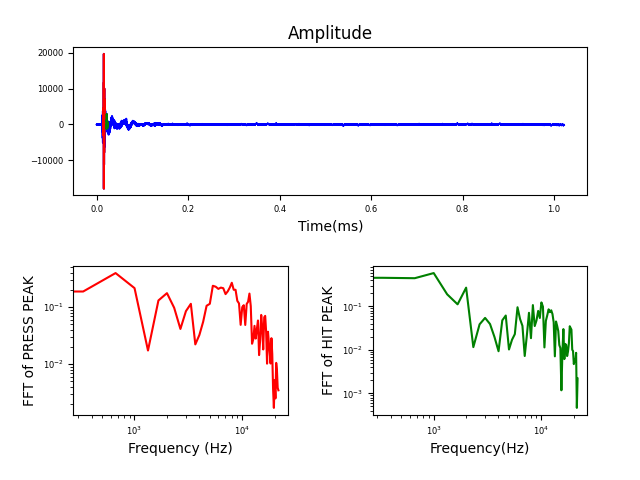 Amplitude
20000
10000
0
−10000
0.0 0.2 0.4 0.6 0.8 1.0
Time(ms)
FFT of PRESS PEAK
10⁻¹
10⁻²
10³ 10⁴
Frequency (Hz)
FFT of HIT PEAK
10⁻¹
10⁻²
10⁻³
10³ 10⁴
Frequency(Hz)